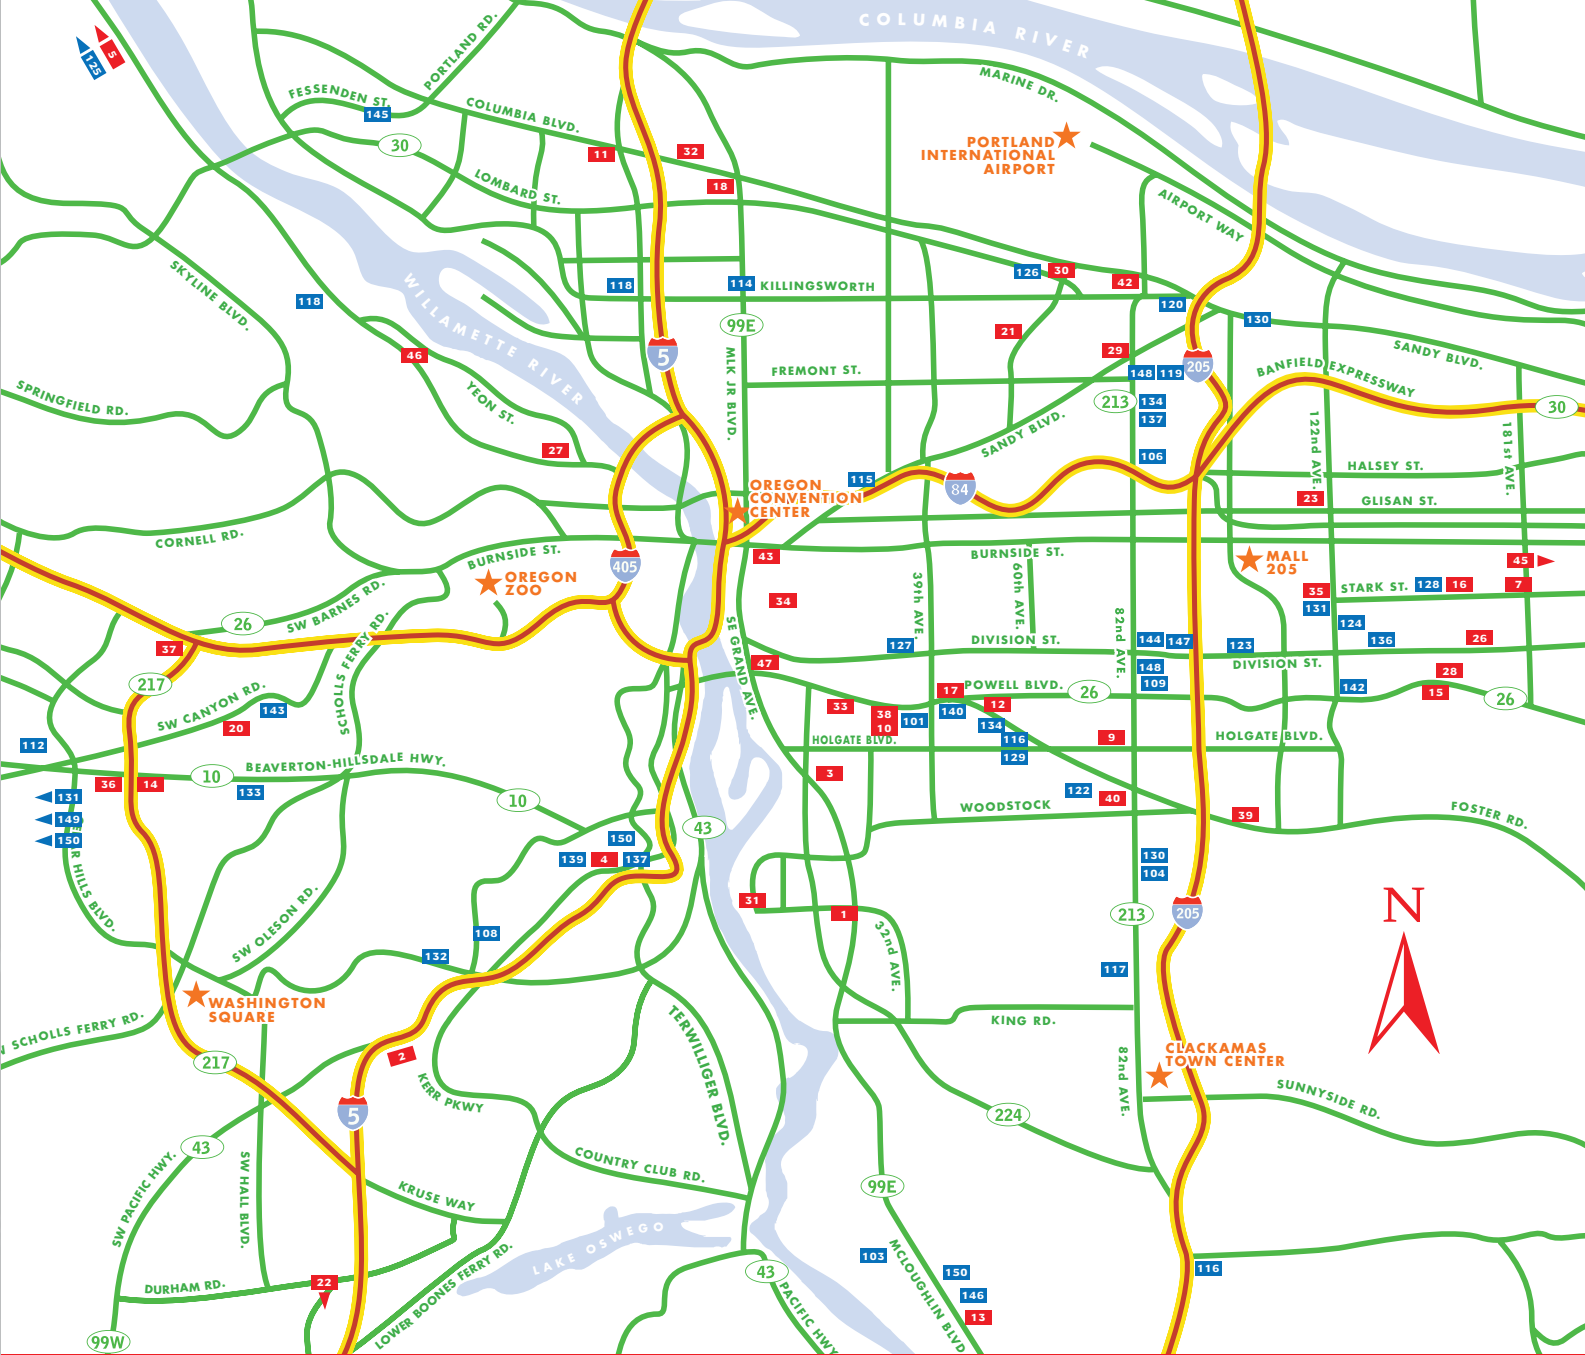 COLUMBIA RIVER
5
125
PORTLAND RD.
FESSENDEN ST.
145
COLUMBIA BLVD.
MARINE DR.
30
11
32
18
PORTLAND
INTERNATIONAL
AIRPORT
LOMBARD ST.
AIRPORT WAY
SKYLINE BLVD.
118
WILLAMETTE RIVER
118
114
KILLINGSWORTH
126
30
42
120
130
99E
21
46
5
29
205
SANDY BLVD.
BANFIELD EXPRESSWAY
SPRINGFIELD RD.
YEON ST.
MLK JR BLVD.
FREMONT ST.
148
119
213
134
137
30
SANDY BLVD.
122nd AVE.
181st AVE.
27
106
HALSEY ST.
115
84
OREGON
CONVENTION
CENTER
23
GLISAN ST.
CORNELL RD.
BURNSIDE ST.
405
43
BURNSIDE ST.
MALL
205
45
OREGON
ZOO
39th AVE.
60th AVE.
35
STARK ST.
128
16
7
131
SW BARNES RD.
26
34
82nd AVE.
124
SE GRAND AVE.
SCHOLLS FERRY RD.
127
DIVISION ST.
144
147
123
136
26
37
47
148
DIVISION ST.
28
217
109
142
15
26
SW CANYON RD.
143
20
17
POWELL BLVD.
26
33
38
10
101
140
12
134
112
HOLGATE BLVD.
116
9
HOLGATE BLVD.
129
BEAVERTON-HILLSDALE HWY.
10
3
36
14
133
10
122
40
131
149
150
WOODSTOCK
39
FOSTER RD.
43
150
139
4
137
130
104
HILLS BLVD.
SW OLESON RD.
31
1
213
205
N
108
32nd AVE.
132
117
WASHINGTON
SQUARE
SCHOLLS FERRY RD.
TERWILLIGER BLVD.
KING RD.
217
2
CLACKAMAS
TOWN CENTER
82nd AVE.
KERR PKWY
5
224
SUNNYSIDE RD.
43
SW PACIFIC HWY.
SW HALL BLVD.
COUNTRY CLUB RD.
KRUSE WAY
99E
LAKE OSWEGO
LOWER BOONES FERRY RD.
MCLOUGHLIN BLVD
103
150
146
13
116
DURHAM RD.
22
43
PACIFIC HWY
99W